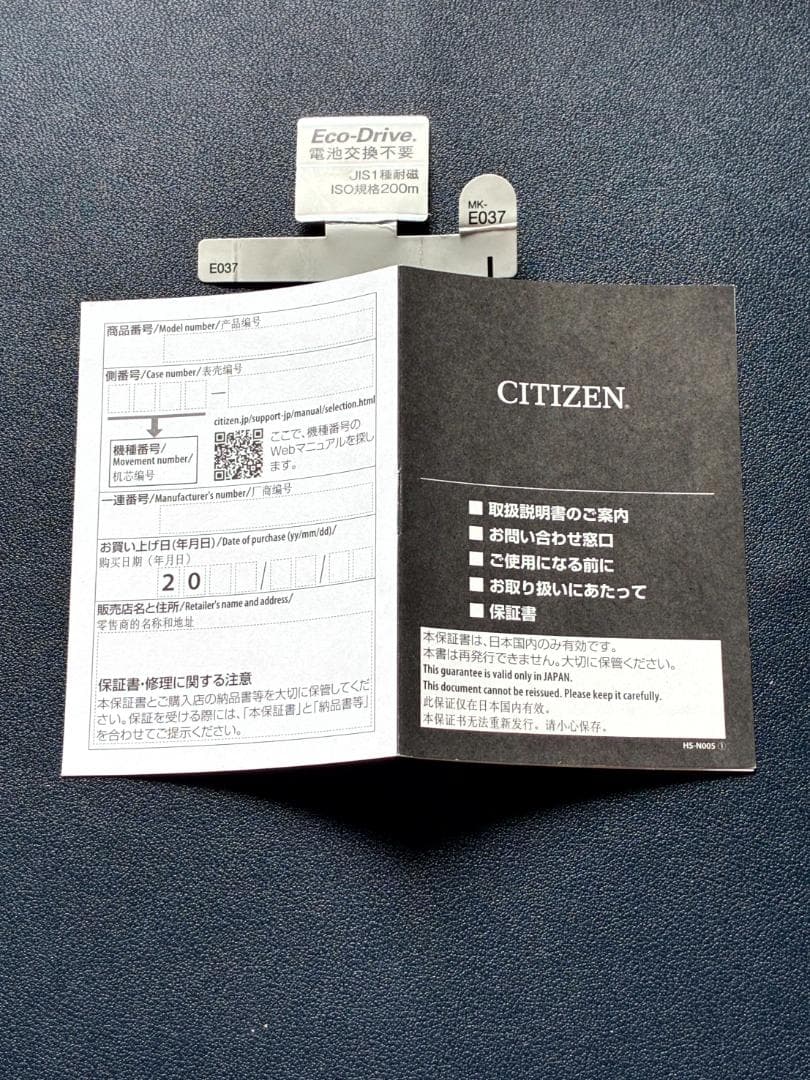 Eco-Drive.
電池交換不要
JIS1種耐磁
ISO規格200m
MK-
E037
E037
商品番号/Model number/产品编号
側番号/Case number/表壳编号
citizen.jp/support-jp/manual/selection.html
機種番号/
Movement number/
机芯编号
ここで、機種番号の
Webマニュアルを探し
ます。
一連番号/Manufacturer's number/厂商编号
お買い上げ日(年月日)/Date of purchase (yy/mm/dd)/
购买日期(年月日)
20 / /
販売店名と住所/Retailer's name and address/
零售商的名称和地址
保証書・修理に関する注意
本保証書とご購入店の納品書等を大切に保管してくだ
さい。保証を受ける際には、「本保証書」と「納品書等」
を合わせてご提示ください。
CITIZEN®
■ 取扱説明書のご案内
■ お問い合わせ窓口
■ ご使用になる前に
■ お取り扱いにあたって
■ 保証書
本保証書は、日本国内のみ有効です。
本書は再発行できません。大切に保管ください。
This guarantee is valid only in JAPAN.
This document cannot be reissued. Please keep it carefully.
此保证仅在日本国内有效。
本保证书无法重新发行。请小心保存。
HS-N005 ①